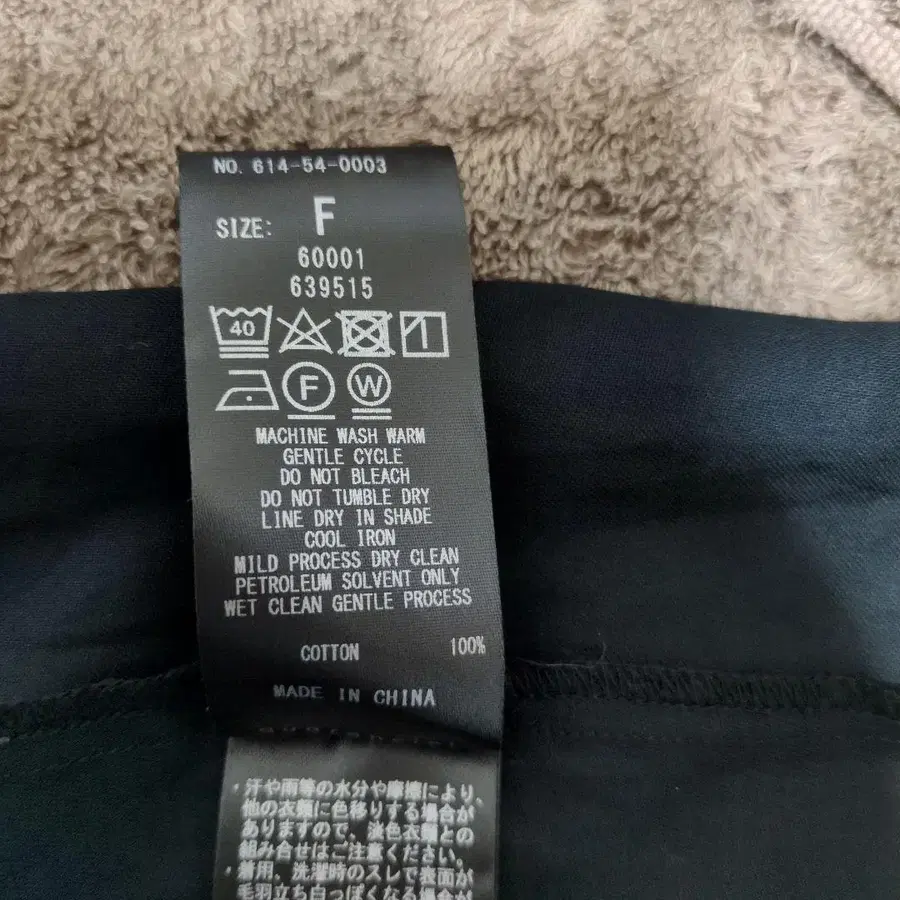 NO. 614-54-0003
SIZE: F
60001
639515
40
F W
MACHINE WASH WARM
GENTLE CYCLE
DO NOT BLEACH
DO NOT TUMBLE DRY
LINE DRY IN SHADE
COOL IRON
MILD PROCESS DRY CLEAN
PETROLEUM SOLVENT ONLY
WET CLEAN GENTLE PROCESS
COTTON 100%
MADE IN CHINA
・汗や雨等の水分や摩擦により、
他の衣類に色移りする場合が
ありますので、淡色衣類との
組み合せはご注意ください。
・着用、洗濯時のスレで表面が
毛羽立ち白っぽくなる場合